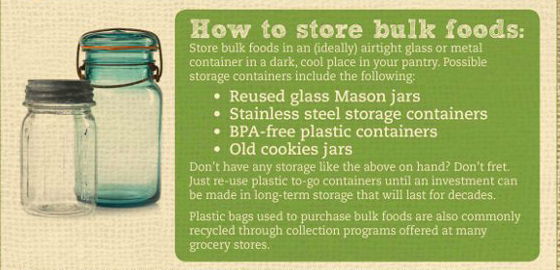 How to store bulk foods:
Store bulk foods in an (ideally) airtight glass or metal
container in a dark, cool place in your pantry. Possible
storage containers include the following:
• Reused glass Mason jars
• Stainless steel storage containers
• BPA-free plastic containers
• Old cookies jars
Don't have any storage like the above on hand? Don't fret.
Just re-use plastic to-go containers until an investment can
be made in long-term storage that will last for decades.
Plastic bags used to purchase bulk foods are also commonly
recycled through collection programs offered at many
grocery stores.